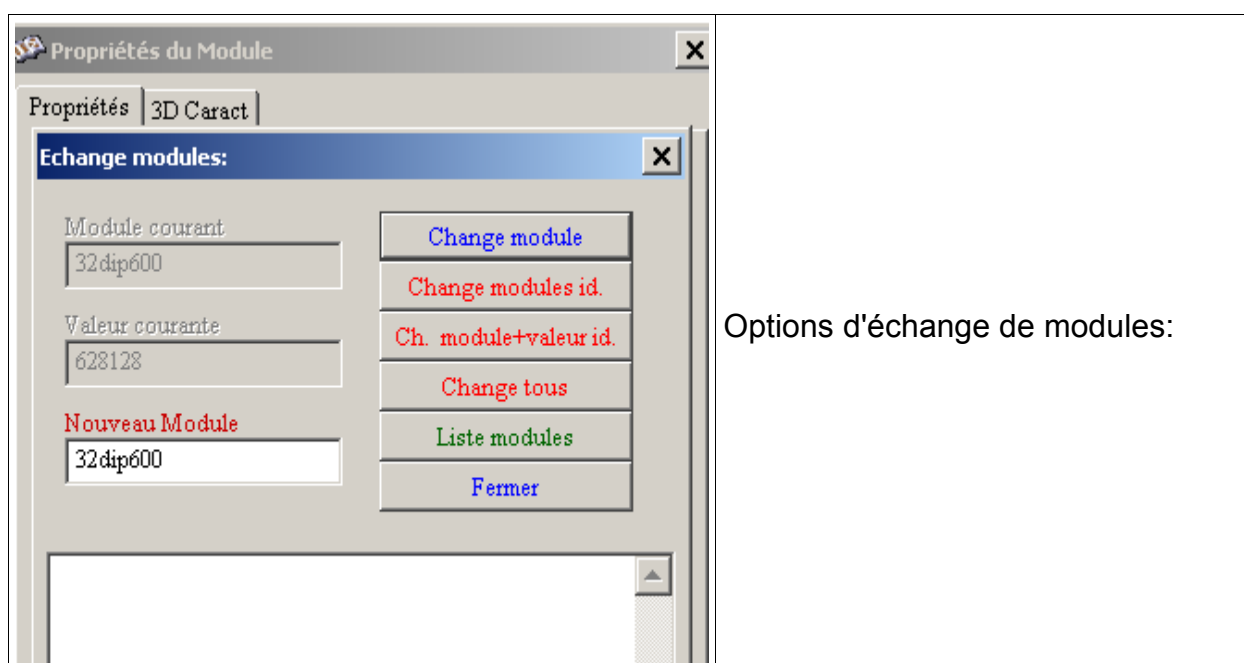 Propriétés du Module
Propriétés 3D Caract
Echange modules:
Module courant
32dip600
Valeur courante
628128
Nouveau Module
32dip600
Change module
Change modules id.
Ch. module+valeur id.
Change tous
Liste modules
Fermer
Options d'échange de modules: